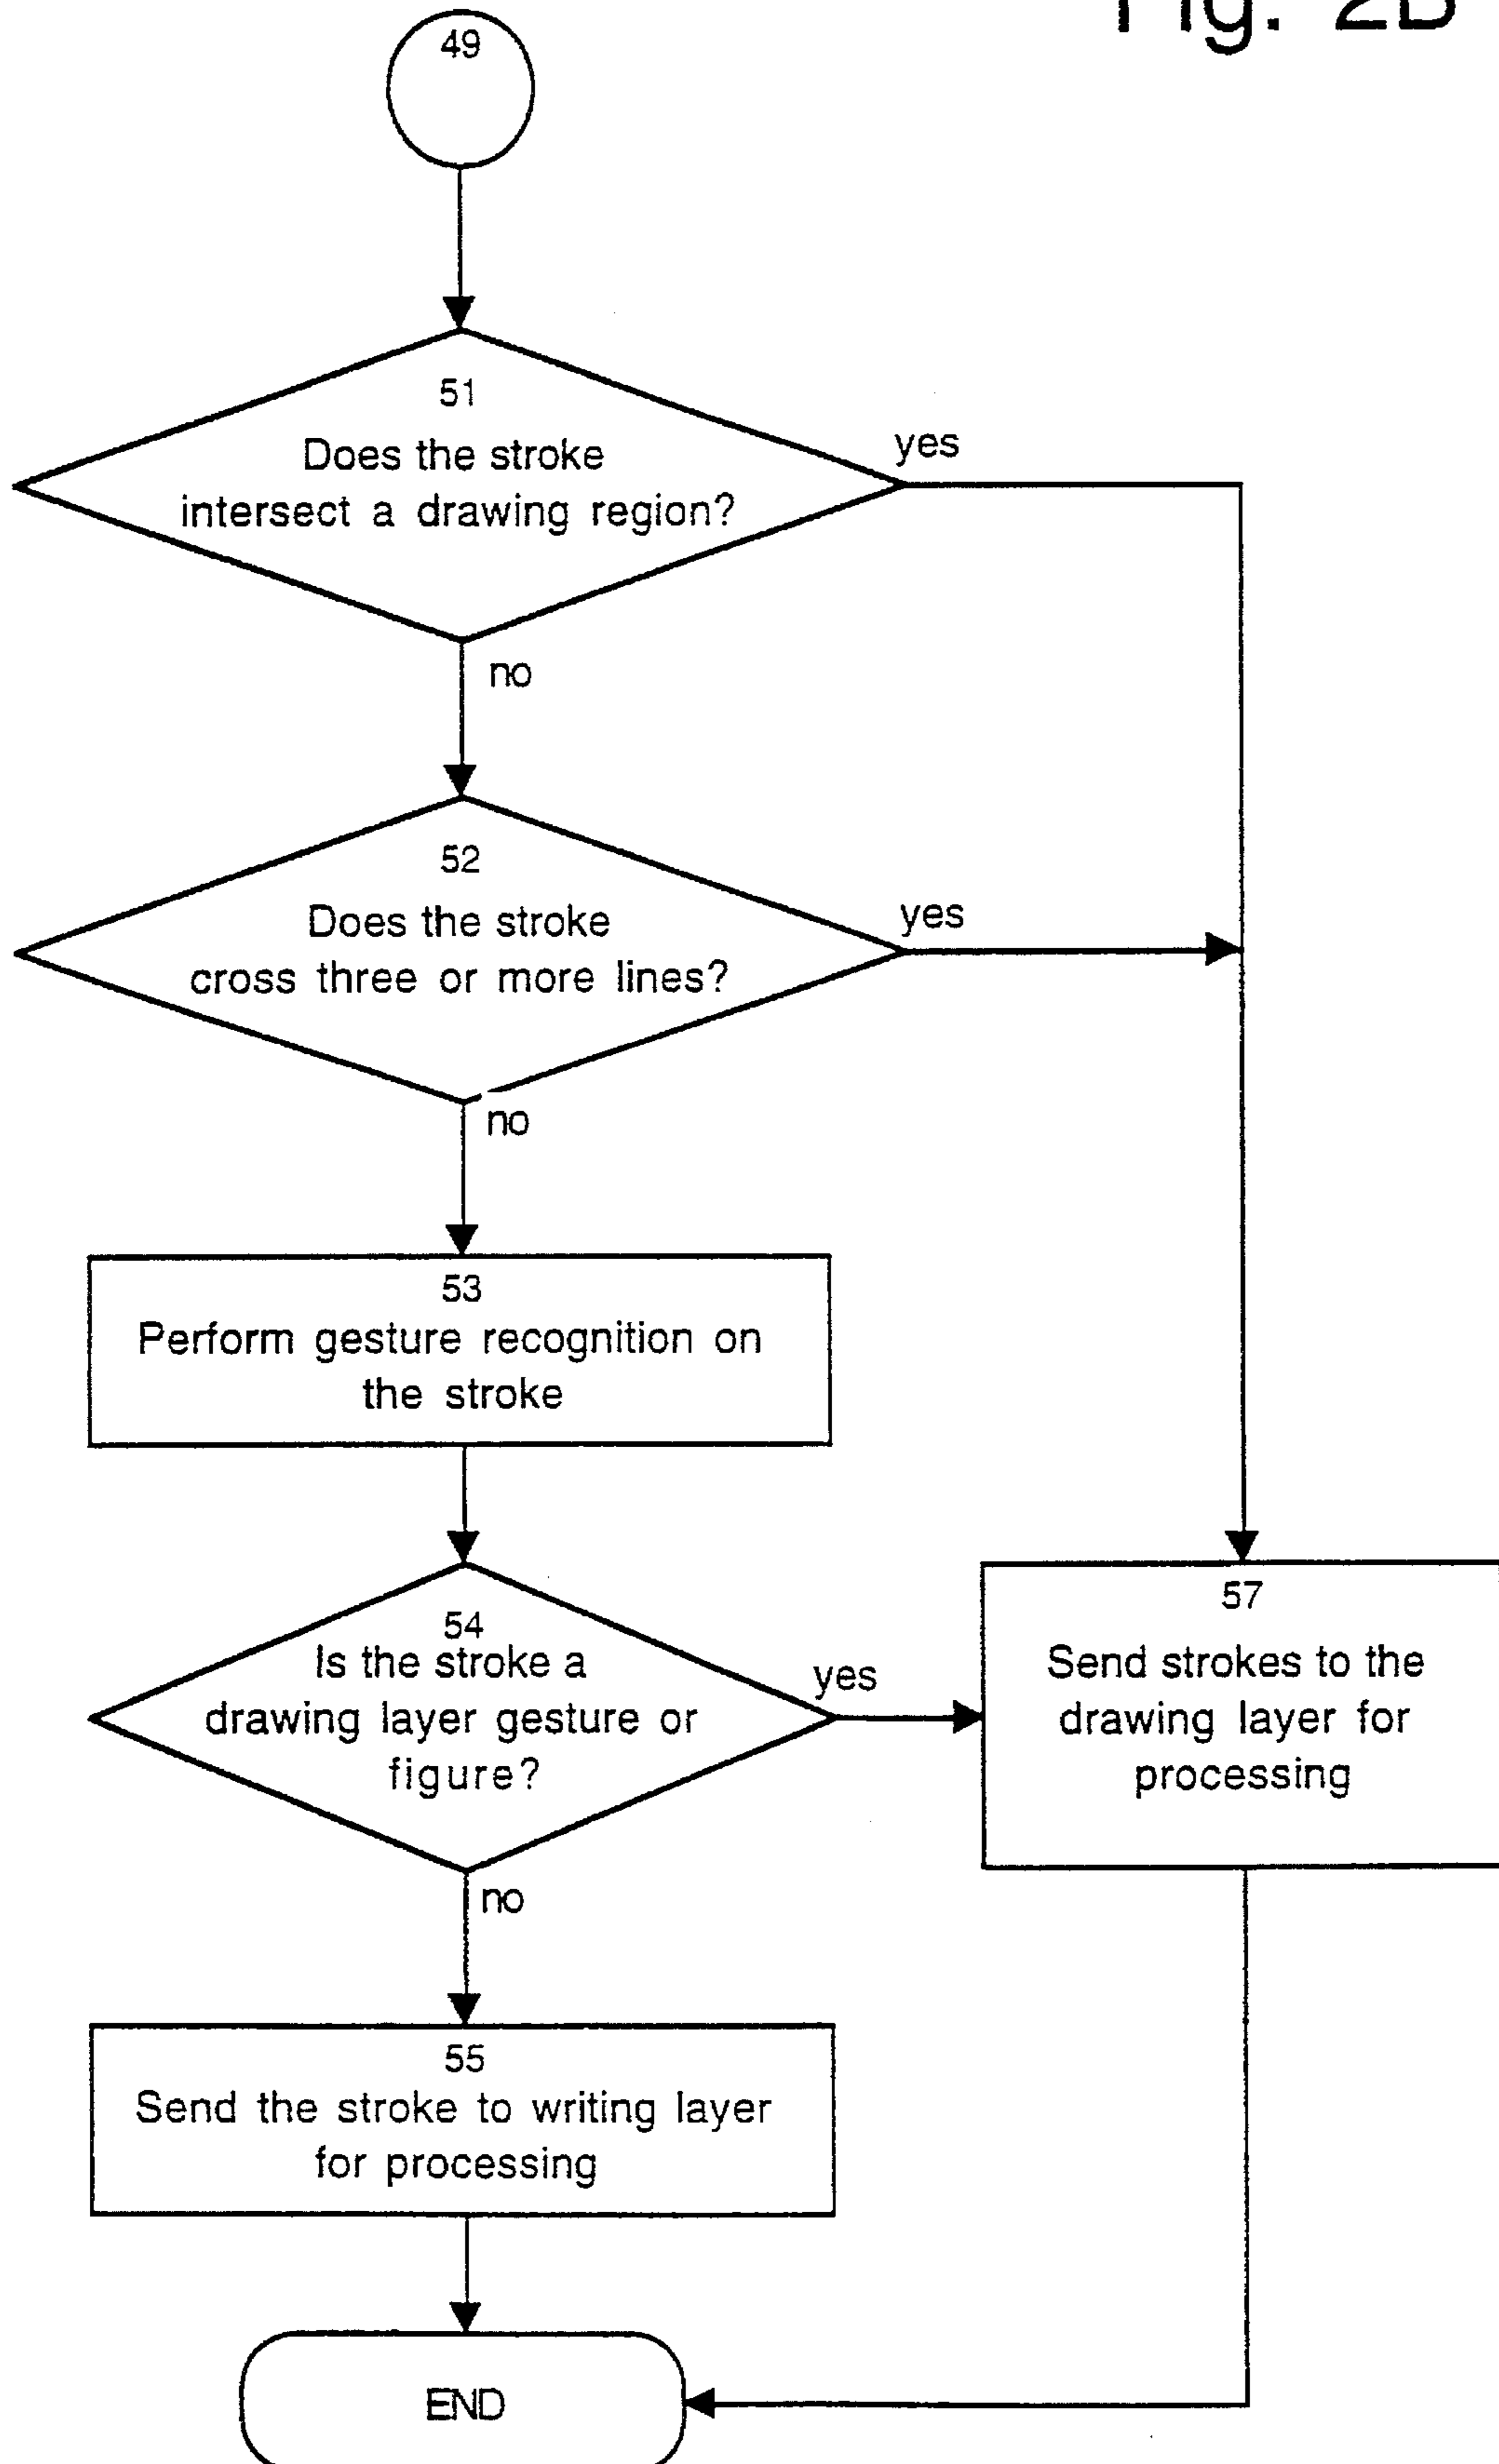 Fig. 2B
49
51
Does the stroke
intersect a drawing region?
yes
no
52
Does the stroke
cross three or more lines?
yes
no
53
Perform gesture recognition on
the stroke
54
Is the stroke a
drawing layer gesture or
figure?
yes
no
57
Send strokes to the
drawing layer for
processing
55
Send the stroke to writing layer
for processing
END